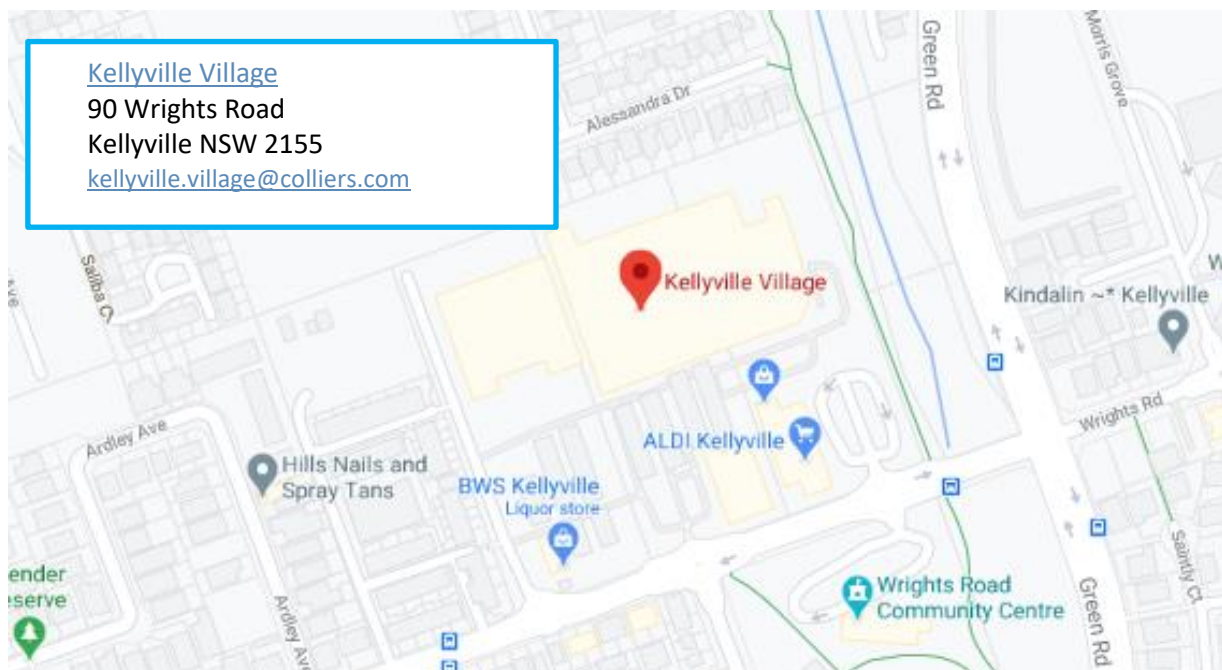 Kellyville Village
90 Wrights Road
Kellyville NSW 2155
kellyville.village@colliers.com
Green Rd
Morris Grove
Alessandra Dr
Saliba Ct
ve
Kellyville Village
W
Kindalin ~* Kellyville
Wrights Rd
Ardley Ave
ALDI Kellyville
Hills Nails and
Spray Tans
BWS Kellyville
Liquor store
Saintly Ct
ender
eserve
Ardley Av
Wrights Road
Community Centre
Green Rd